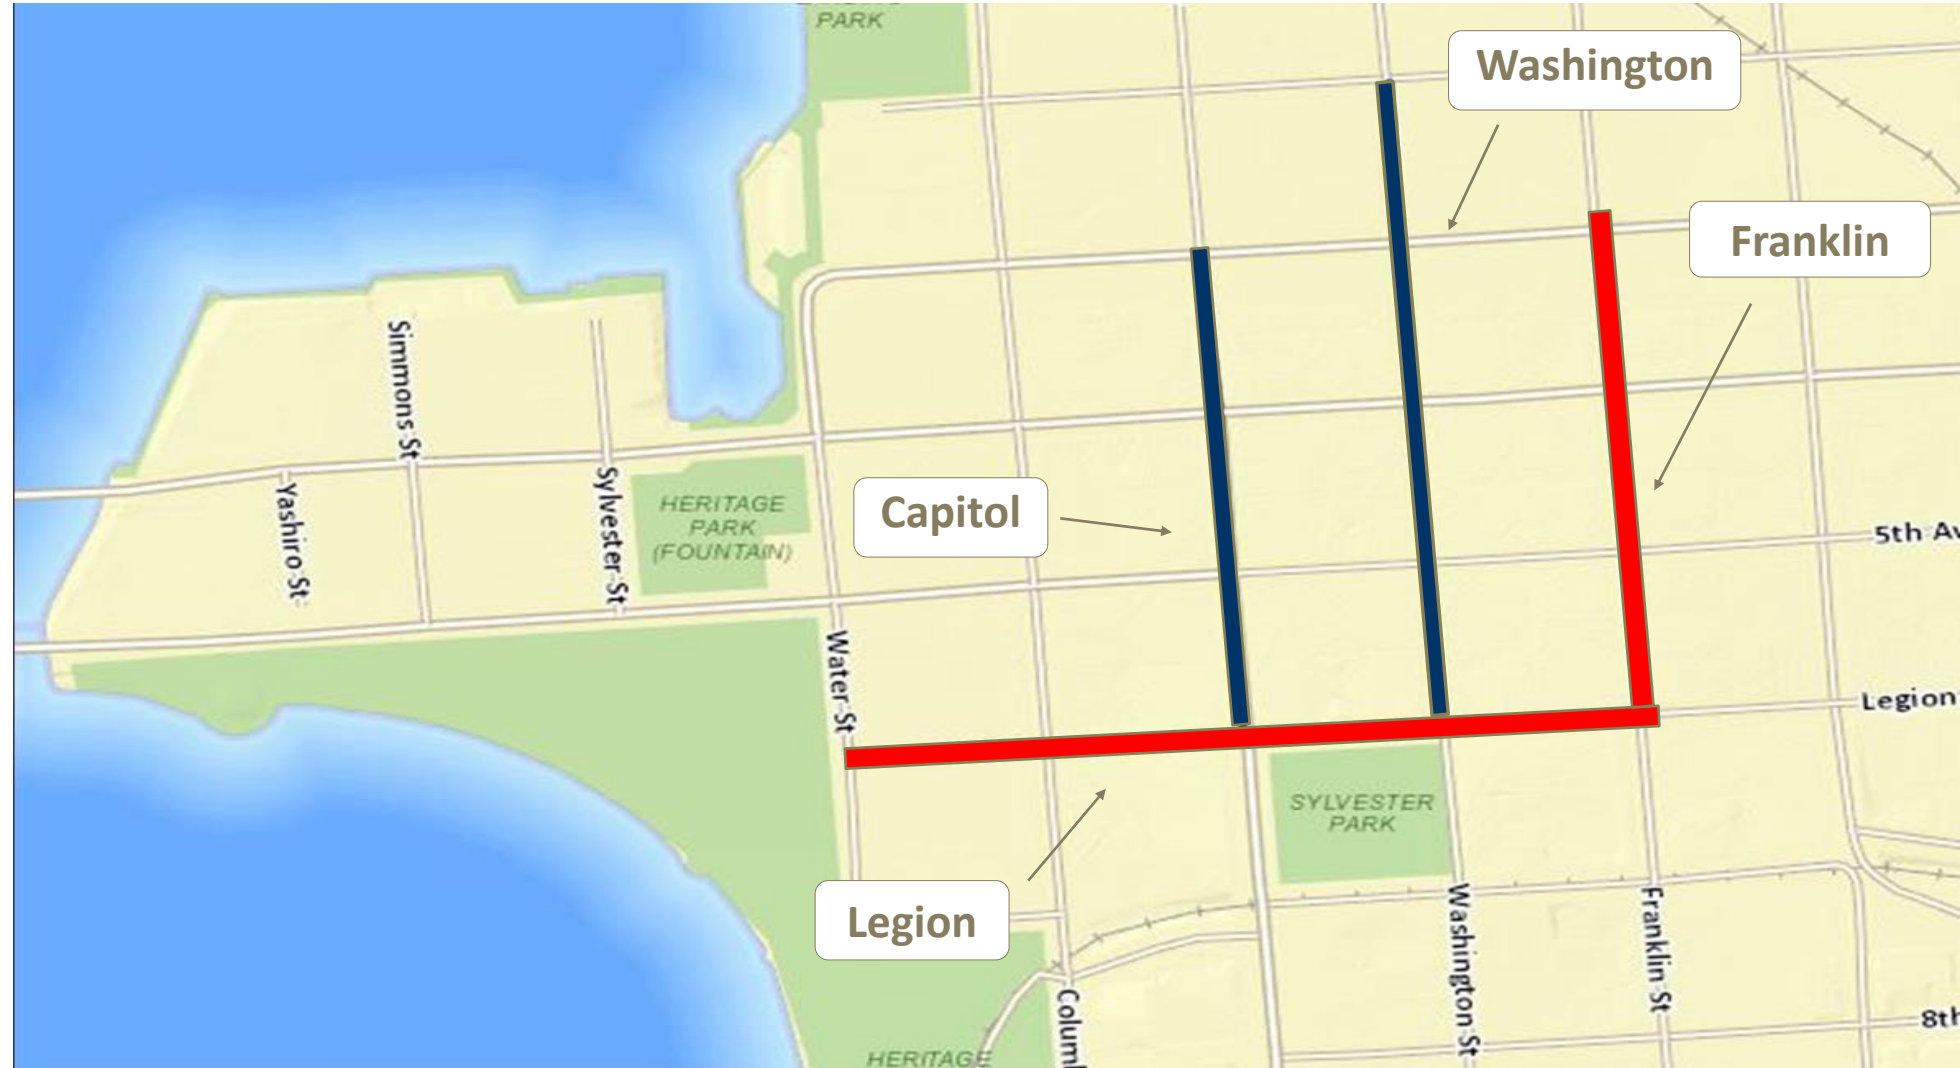 PARK
Washington
Franklin
Simmons St
Yashiro St
Sylvester St
HERITAGE
PARK
(FOUNTAIN)
Capitol
5th Av
Water St
Legion
SYLVESTER
PARK
Legion
Washington St
Franklin St
Columl
8th
HERITAGE